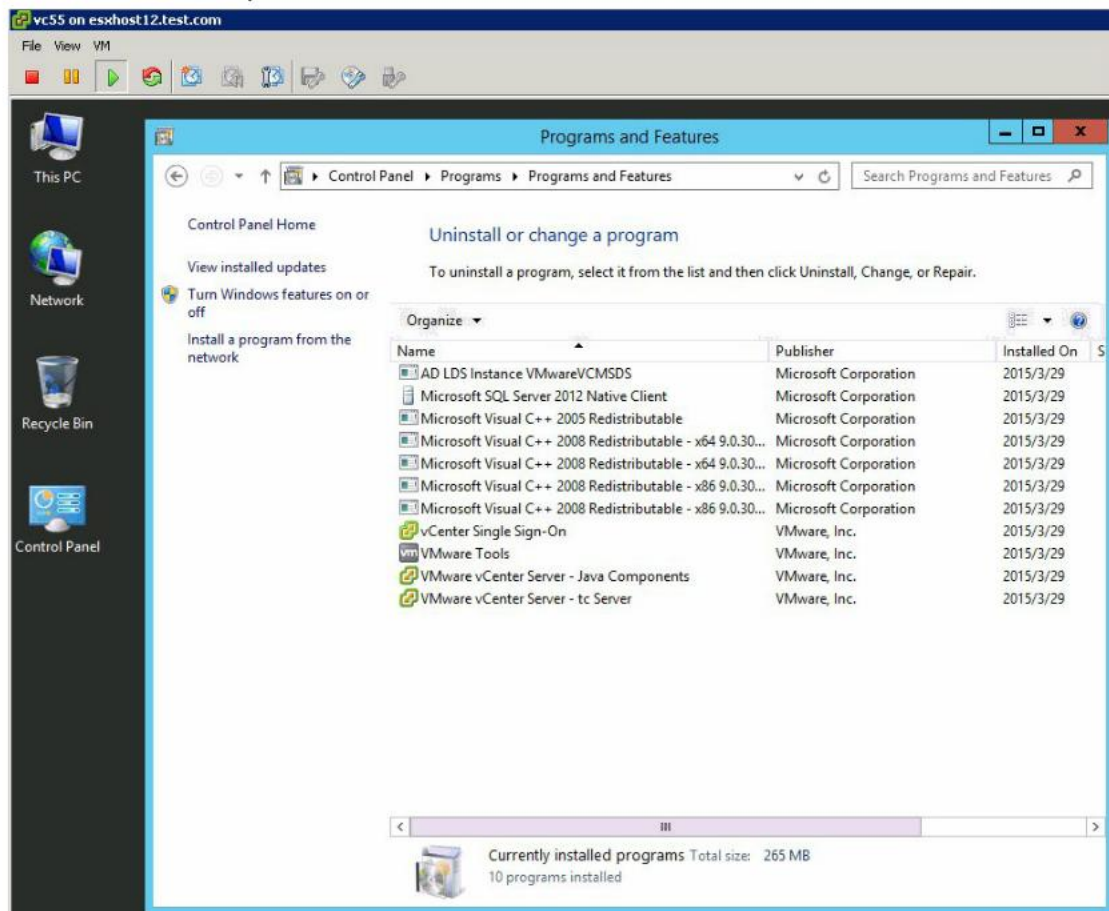 vc55 on esxhost12.test.com
File View VM
This PC
Network
Recycle Bin
Control Panel
Programs and Features
Control Panel Programs Programs and Features
Search Programs and Features
Control Panel Home
View installed updates
Turn Windows features on or
off
Install a program from the
network
Uninstall or change a program
To uninstall a program, select it from the list and then click Uninstall, Change, or Repair.
Organize
Name Publisher Installed On S
AD LDS Instance VMwareVCMSDS Microsoft Corporation 2015/3/29
Microsoft SQL Server 2012 Native Client Microsoft Corporation 2015/3/29
Microsoft Visual C++ 2005 Redistributable Microsoft Corporation 2015/3/29
Microsoft Visual C++ 2008 Redistributable - x64 9.0.30... Microsoft Corporation 2015/3/29
Microsoft Visual C++ 2008 Redistributable - x64 9.0.30... Microsoft Corporation 2015/3/29
Microsoft Visual C++ 2008 Redistributable - x86 9.0.30... Microsoft Corporation 2015/3/29
Microsoft Visual C++ 2008 Redistributable - x86 9.0.30... Microsoft Corporation 2015/3/29
vCenter Single Sign-On VMware, Inc. 2015/3/29
vm VMware Tools VMware, Inc. 2015/3/29
VMware vCenter Server - Java Components VMware, Inc. 2015/3/29
VMware vCenter Server - tc Server VMware, Inc. 2015/3/29
Currently installed programs Total size: 265 MB
10 programs installed